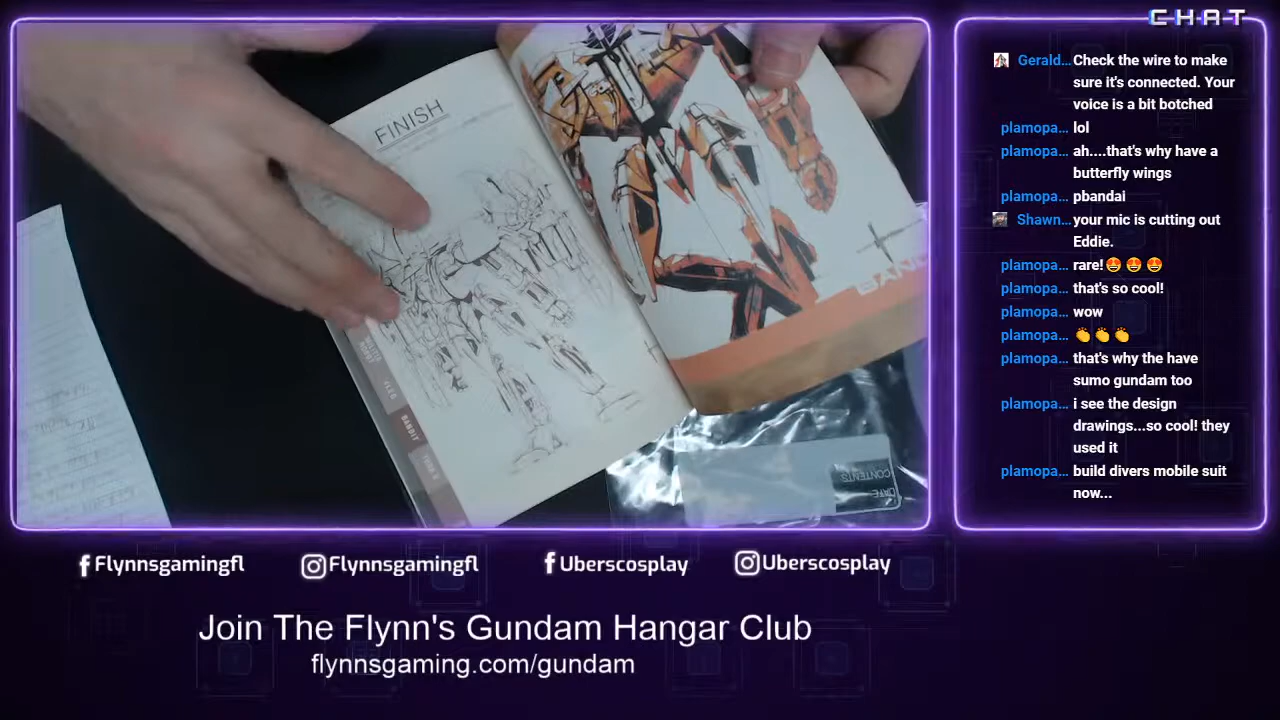 CHAT
FINISH
BANDIT
BAND
CONTENTS
DATE
Gerald...Check the wire to make
sure it's connected. Your
voice is a bit botched
plamopa... lol
plamopa... ah....that's why have a
butterfly wings
plamopa... pbandai
Shawn... your mic is cutting out
Eddie.
plamopa... rare!😍 😍 😍
plamopa... that's so cool!
plamopa... wow
plamopa... 👏 👏 👏
plamopa... that's why the have
sumo gundam too
plamopa... i see the design
drawings...so cool! they
used it
plamopa... build divers mobile suit
now...
Flynnsgamingfl
Flynnsgamingfl
Uberscosplay
Uberscosplay
Join The Flynn's Gundam Hangar Club
flynnsgaming.com/gundam